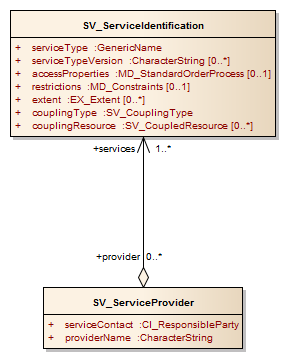 SV_ServiceIdentification
+ serviceType :GenericName
+ serviceTypeVersion :CharacterString [0..*]
+ accessProperties :MD_StandardOrderProcess [0..1]
+ restrictions :MD_Constraints [0..1]
+ extent :EX_Extent [0..*]
+ couplingType :SV_CouplingType
+ couplingResource :SV_CoupledResource [0..*]
+services 1..*
+provider 0..*
SV_ServiceProvider
+ serviceContact :CI_ResponsibleParty
+ providerName :CharacterString